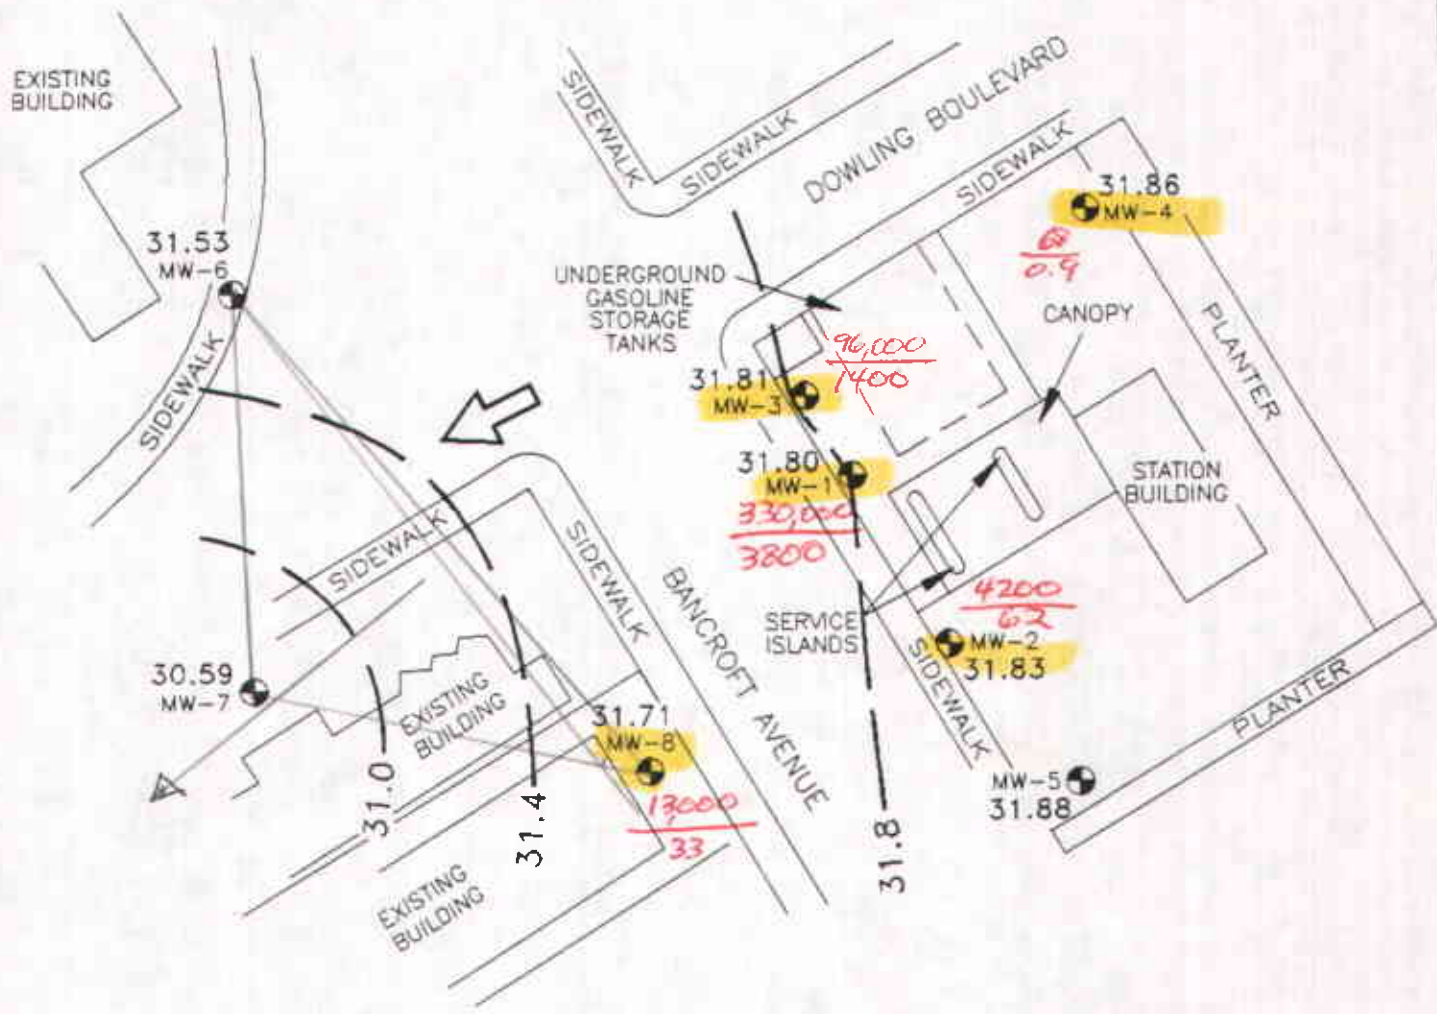 EXISTING
BUILDING
SIDEWALK
SIDEWALK
DOWLING BOULEVARD
SIDEWALK
31.86
MW-4
0.9
31.53
MW-6
UNDERGROUND
GASOLINE
STORAGE
TANKS
CANOPY
PLANTER
96,000
1400
31.81
MW-3
SIDEWALK
31.80
MW-1
330,000
3800
STATION
BUILDING
SIDEWALK
SIDEWALK
BANCROFT AVENUE
SERVICE
ISLANDS
4200
62
MW-2
31.83
SIDEWALK
PLANTER
30.59
MW-7
EXISTING
BUILDING
31.71
MW-8
13,000
33
MW-5
31.88
31.0
31.4
31.8
EXISTING
BUILDING